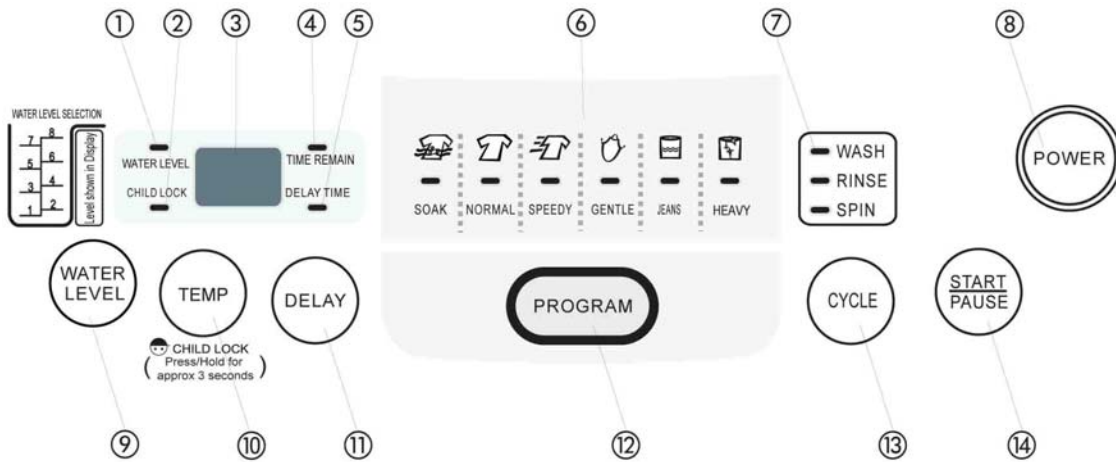 ① ② ③ ④ ⑤ ⑥ ⑦ ⑧
WATER LEVEL SELECTION
8
7
6
5
4
3
2
1
Level shown in Display
WATER LEVEL
TIME REMAIN
CHILD LOCK
DELAY TIME
SOAK NORMAL SPEEDY GENTLE JEANS HEAVY
WASH
RINSE
SPIN
POWER
WATER
LEVEL
TEMP
DELAY
PROGRAM
CYCLE
START
PAUSE
CHILD LOCK
( Press/Hold for
approx 3 seconds )
⑨ ⑩ ⑪ ⑫ ⑬ ⑭